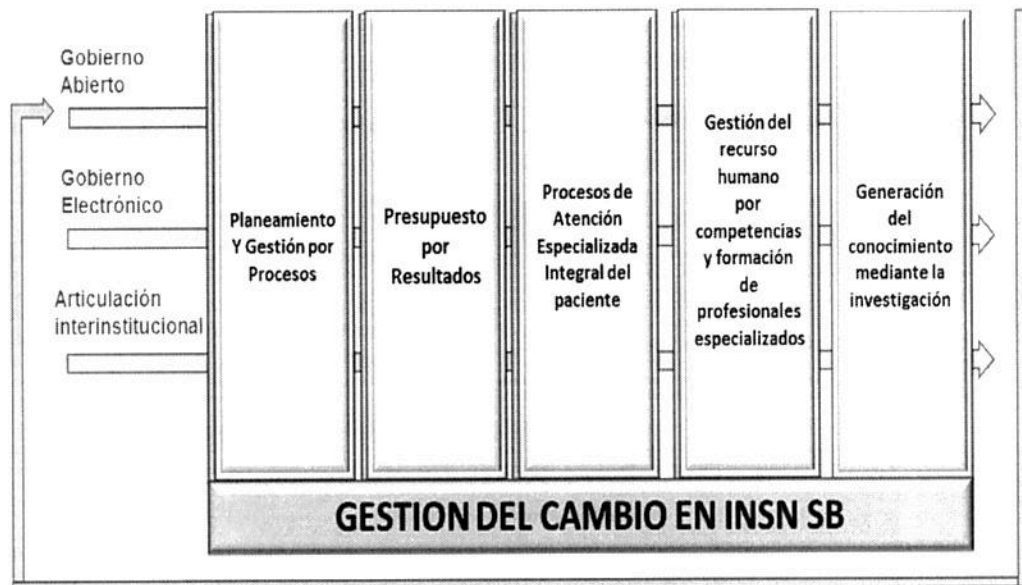 Gobierno
Abierto
Gobierno
Electrónico
Articulación
interinstitucional
Planeamiento
Y Gestión por
Procesos
Presupuesto
por
Resultados
Procesos de
Atención
Especializada
Integral del
paciente
Gestión del
recurso
humano
por
competencias
y formación
de
profesionales
especializados
Generación
del
conocimiento
mediante la
investigación
GESTION DEL CAMBIO EN INSN SB